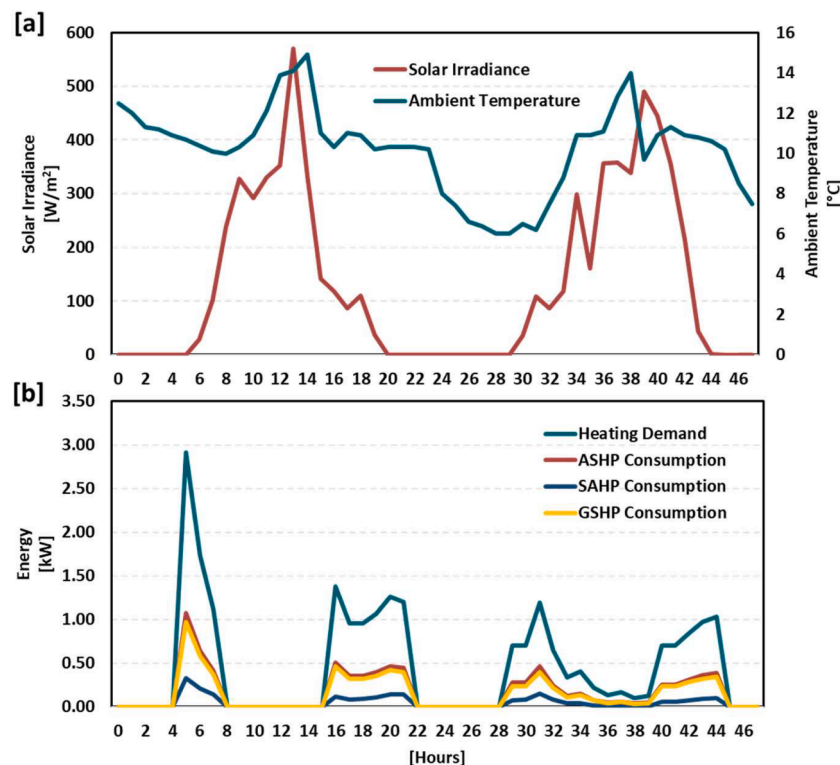 [a]
600
500
400
300
200
100
0
Solar Irradiance
[W/m²]
Solar Irradiance
Ambient Temperature
16
14
12
10
8
6
4
2
0
Ambient Temperature
[°C]
0 2 4 6 8 10 12 14 16 18 20 22 24 26 28 30 32 34 36 38 40 42 44 46
[b]
3.50
3.00
2.50
2.00
1.50
1.00
0.50
0.00
Energy
[kW]
Heating Demand
ASHP Consumption
SAHP Consumption
GSHP Consumption
0 2 4 6 8 10 12 14 16 18 20 22 24 26 28 30 32 34 36 38 40 42 44 46
[Hours]